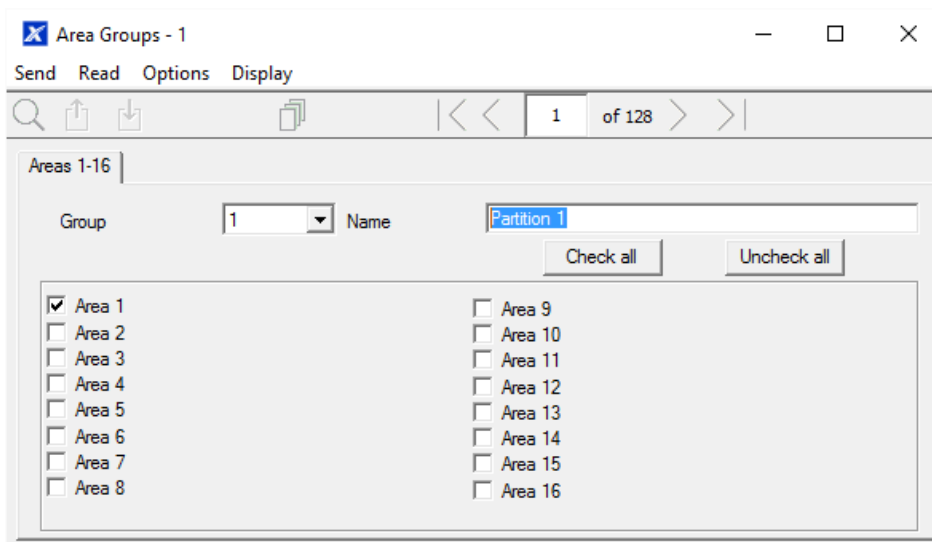 Area Groups - 1
Send Read Options Display
1 of 128
Areas 1-16
Group 1 Name Partition 1
Check all Uncheck all
Area 1
Area 2
Area 3
Area 4
Area 5
Area 6
Area 7
Area 8
Area 9
Area 10
Area 11
Area 12
Area 13
Area 14
Area 15
Area 16